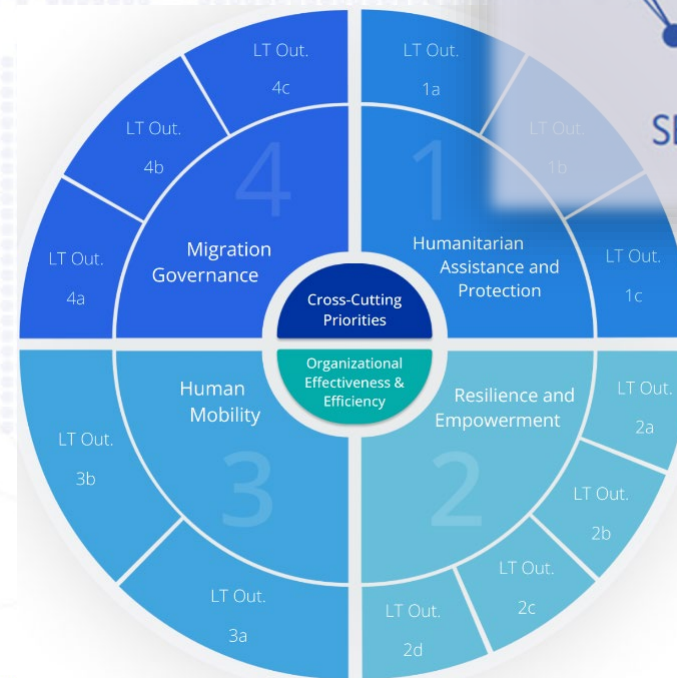 LT Out.
4c
LT Out.
1a
LT Out.
4b
LT Out.
1b
4
1
Migration
Governance
Humanitarian
Assistance and
Protection
LT Out.
4a
LT Out.
1c
Cross-Cutting
Priorities
Organizational
Effectiveness &
Efficiency
Human
Mobility
Resilience and
Empowerment
LT Out.
2a
LT Out.
3b
3
2
LT Out.
2b
LT Out.
2c
LT Out.
3a
LT Out.
2d